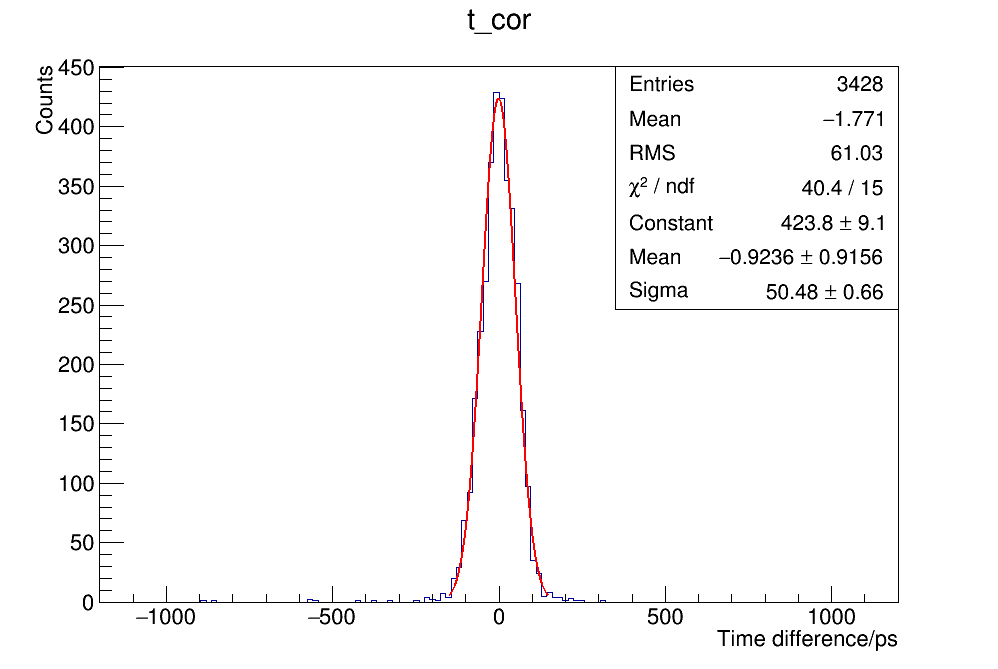 t_cor
Counts
450
400
350
300
250
200
150
100
50
0
Entries 3428
Mean −1.771
RMS 61.03
χ² / ndf 40.4 / 15
Constant 423.8 ± 9.1
Mean −0.9236 ± 0.9156
Sigma 50.48 ± 0.66
−1000 −500 0 500 1000
Time difference/ps